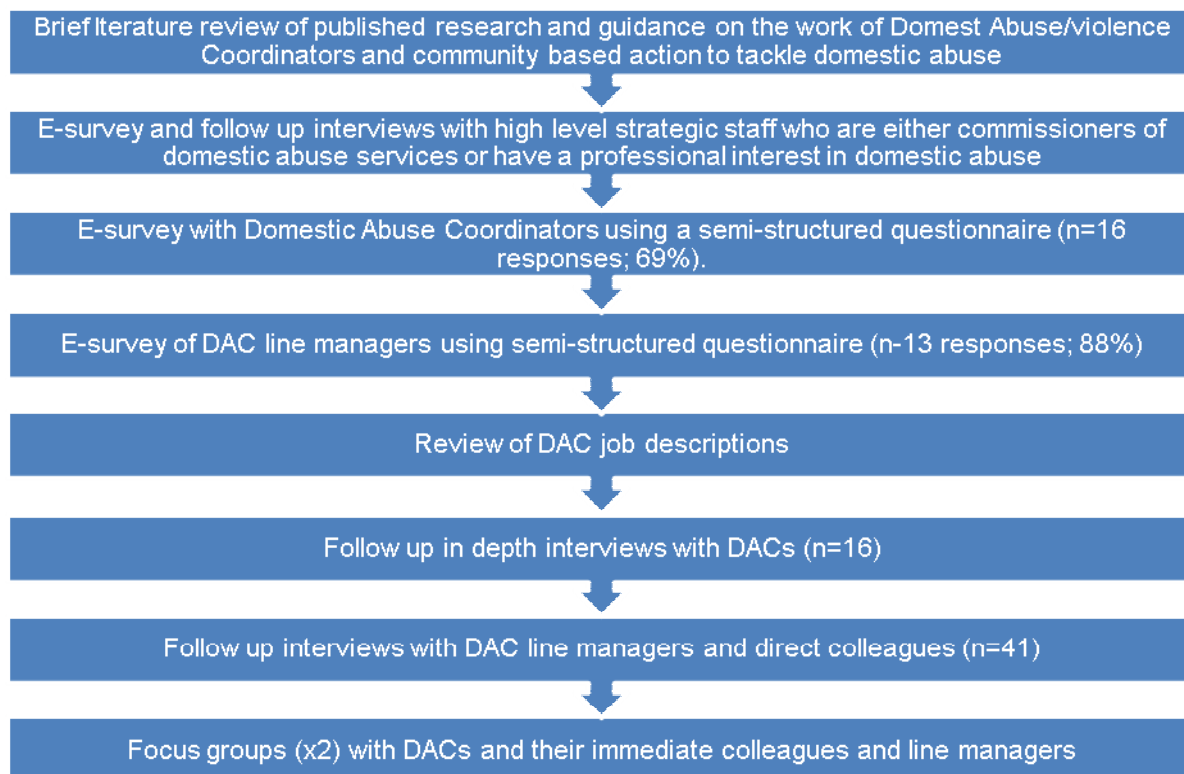 Brief lterature review of published research and guidance on the work of Domest Abuse/violence
Coordinators and community based action to tackle domestic abuse
E-survey and follow up interviews with high level strategic staff who are either commissioners of
domestic abuse services or have a professional interest in domestic abuse
E-survey with Domestic Abuse Coordinators using a semi-structured questionnaire (n=16
responses; 69%).
E-survey of DAC line managers using semi-structured questionnaire (n-13 responses; 88%)
Review of DAC job descriptions
Follow up in depth interviews with DACs (n=16)
Follow up interviews with DAC line managers and direct colleagues (n=41)
Focus groups (x2) with DACs and their immediate colleagues and line managers